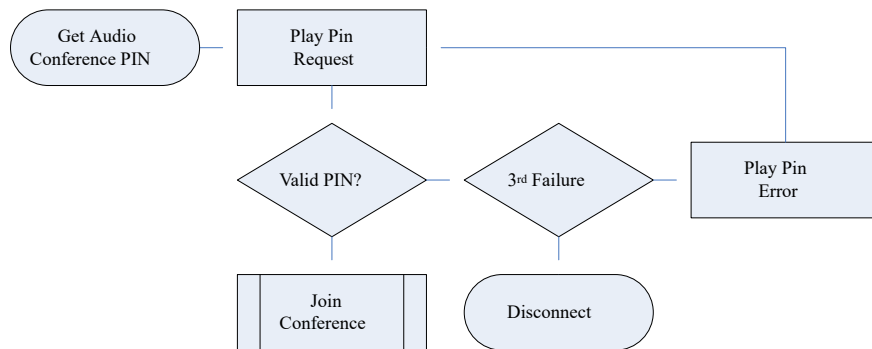 Get Audio
Conference PIN
Play Pin
Request
Valid PIN?
3rd Failure
Play Pin
Error
Join
Conference
Disconnect